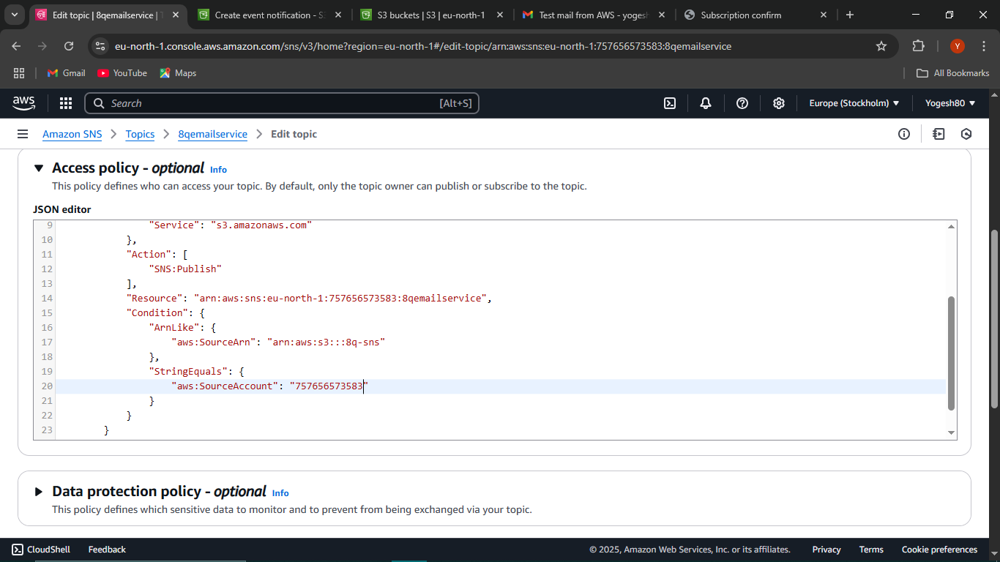 Edit topic | 8qemailservice | T
Create event notification - S3
S3 buckets | S3 | eu-north-1
Test mail from AWS - yogesh
Subscription confirm
eu-north-1.console.aws.amazon.com/sns/v3/home?region=eu-north-1#/edit-topic/arn:aws:sns:eu-north-1:757656573583:8qemailservice
Y
Gmail YouTube Maps All Bookmarks
aws Search [Alt+S] Europe (Stockholm) Yogesh80
Amazon SNS > Topics > 8qemailservice > Edit topic
Access policy - optional Info
This policy defines who can access your topic. By default, only the topic owner can publish or subscribe to the topic.
JSON editor
9 "Service": "s3.amazonaws.com"
10 },
11 "Action": [
12 "SNS:Publish"
13 ],
14 "Resource": "arn:aws:sns:eu-north-1:757656573583:8qemailservice",
15 "Condition": {
16 "ArnLike": {
17 "aws:SourceArn": "arn:aws:s3:::8q-sns"
18 },
19 "StringEquals": {
20 "aws:SourceAccount": "757656573583"
21 }
22 }
23 }
Data protection policy - optional Info
This policy defines which sensitive data to monitor and to prevent from being exchanged via your topic.
CloudShell Feedback © 2025, Amazon Web Services, Inc. or its affiliates. Privacy Terms Cookie preferences